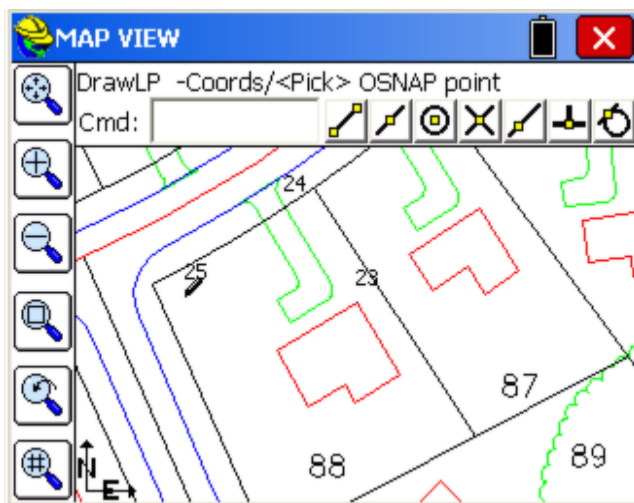 MAP VIEW
DrawLP -Coords/<Pick> OSNAP point
Cmd:
24
25
23
87
88
89
N
E